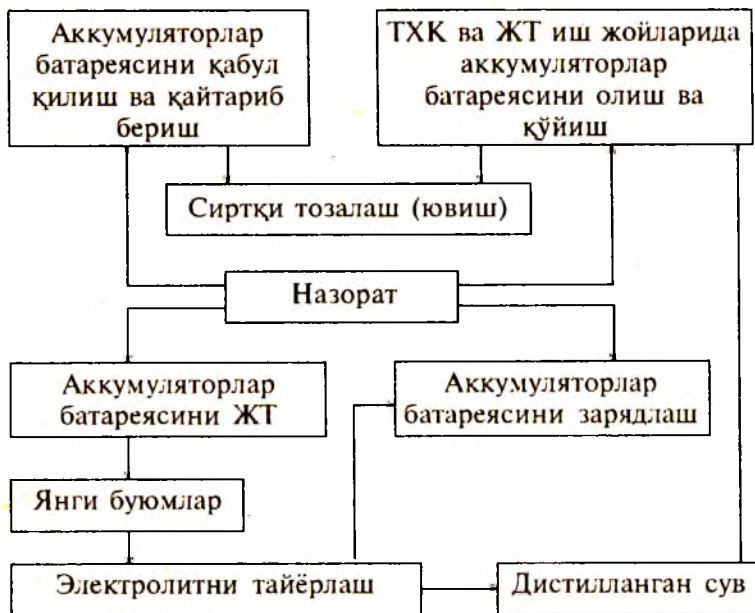 Аккумуляторлар
батареясини қабул
қилиш ва қайтариб
бериш
ТХК ва ЖТ иш жойларида
аккумуляторлар
батареясини олиш ва
қўйиш
Сиртқи тозалаш (ювиш)
Назорат
Аккумуляторлар
батареясини ЖТ
Аккумуляторлар
батареясини зарядлаш
Янги буюмлар
Электролитни тайёрлаш
Дистилланган сув